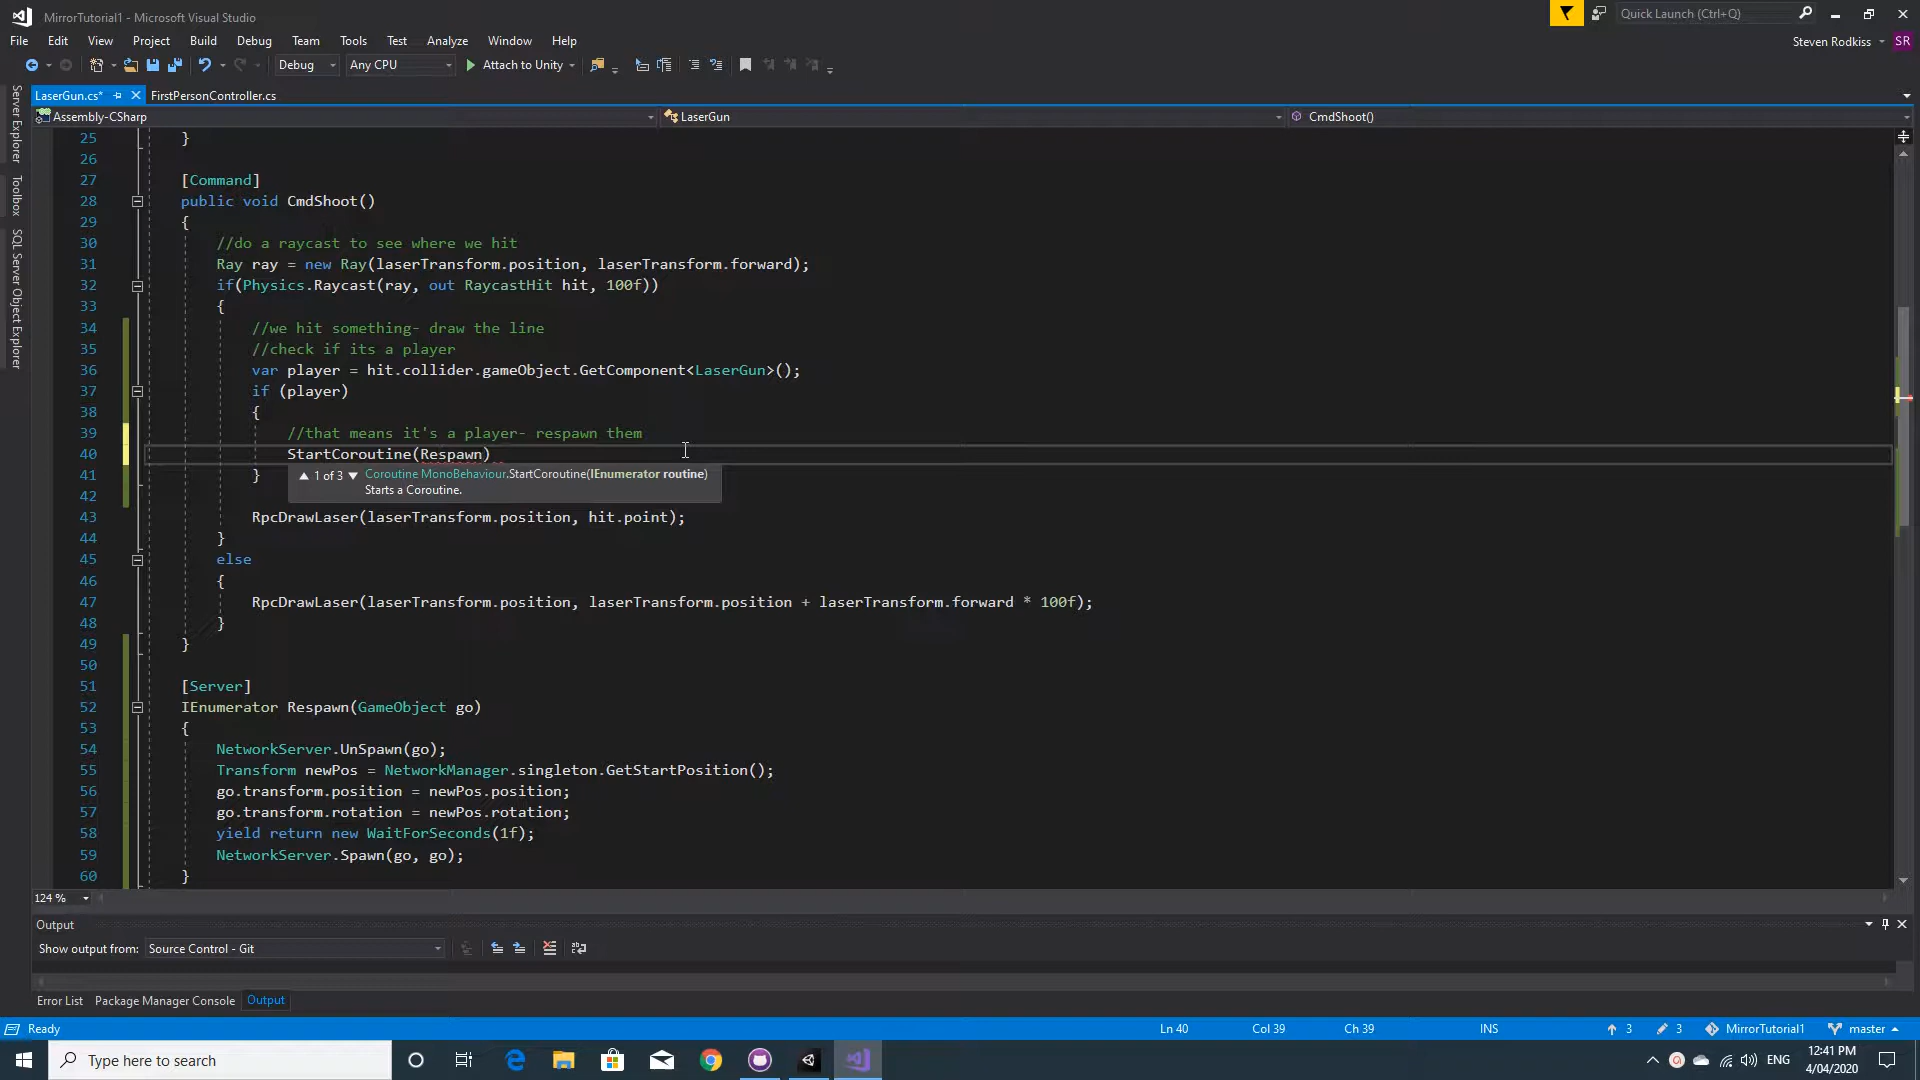 MirrorTutorial1 - Microsoft Visual Studio
Quick Launch (Ctrl+Q)
File Edit View Project Build Debug Team Tools Test Analyze Window Help
Steven Rodkiss SR
Debug Any CPU Attach to Unity
LaserGun.cs* FirstPersonController.cs
Assembly-CSharp LaserGun CmdShoot()
Server Explorer
Toolbox
SQL Server Object Explorer
25 }
26
27 [Command]
28 public void CmdShoot()
29 {
30 //do a raycast to see where we hit
31 Ray ray = new Ray(laserTransform.position, laserTransform.forward);
32 if(Physics.Raycast(ray, out RaycastHit hit, 100f))
33 {
34 //we hit something- draw the line
35 //check if its a player
36 var player = hit.collider.gameObject.GetComponent<LaserGun>();
37 if (player)
38 {
39 //that means it's a player- respawn them
40 StartCoroutine(Respawn)
41 }
1 of 3 Coroutine MonoBehaviour.StartCoroutine(IEnumerator routine)
Starts a Coroutine.
42
43 RpcDrawLaser(laserTransform.position, hit.point);
44 }
45 else
46 {
47 RpcDrawLaser(laserTransform.position, laserTransform.position + laserTransform.forward * 100f);
48 }
49 }
50
51 [Server]
52 IEnumerator Respawn(GameObject go)
53 {
54 NetworkServer.UnSpawn(go);
55 Transform newPos = NetworkManager.singleton.GetStartPosition();
56 go.transform.position = newPos.position;
57 go.transform.rotation = newPos.rotation;
58 yield return new WaitForSeconds(1f);
59 NetworkServer.Spawn(go, go);
60 }
124 %
Output
Show output from: Source Control - Git
Error List Package Manager Console Output
Ready Ln 40 Col 39 Ch 39 INS 3 3 MirrorTutorial1 master
Type here to search
ENG
12:41 PM
4/04/2020